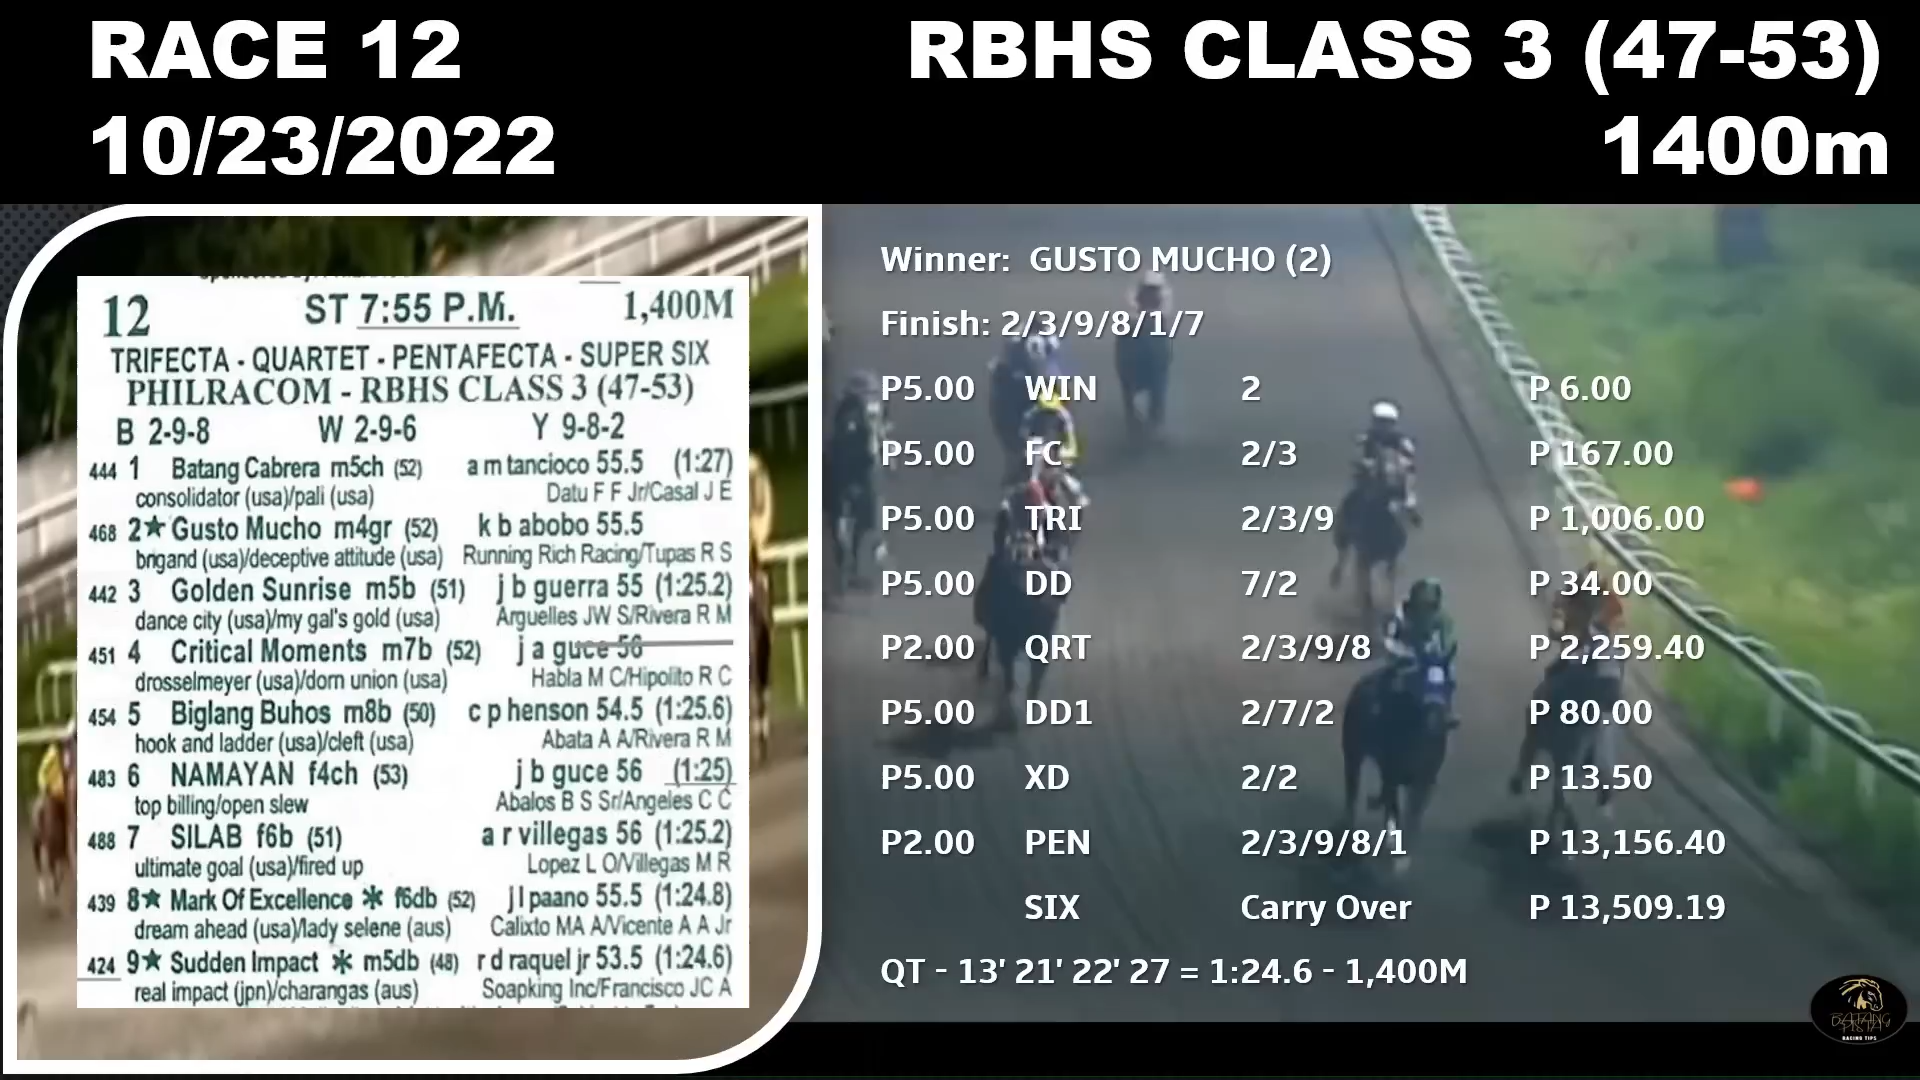 RACE 12
10/23/2022
RBHS CLASS 3 (47-53)
1400m
12 ST 7:55 P.M. 1,400M
TRIFECTA - QUARTET - PENTAFECTA - SUPER SIX
PHILRACOM - RBHS CLASS 3 (47-53)
B 2-9-8 W 2-9-6 Y 9-8-2
444 1 Batang Cabrera m5ch (52) a m tancioco 55.5 (1:27)
consolidator (usa)/pali (usa) Datu F F Jr/Casal J E
468 2★ Gusto Mucho m4gr (52) k b abobo 55.5
brigand (usa)/deceptive attitude (usa) Running Rich Racing/Tupas R S
442 3 Golden Sunrise m5b (51) j b guerra 55 (1:25.2)
dance city (usa)/my gal's gold (usa) Arguelles JW S/Rivera R M
451 4 Critical Moments m7b (52) j a guce 56
drosselmeyer (usa)/dorn union (usa) Habla M C/Hipolito R C
454 5 Biglang Buhos m8b (50) c p henson 54.5 (1:25.6)
hook and ladder (usa)/cleft (usa) Abata A A/Rivera R M
483 6 NAMAYAN f4ch (53) j b guce 56 (1:25)
top billing/open slew Abalos B S Sr/Angeles C C
488 7 SILAB f6b (51) a r villegas 56 (1:25.2)
ultimate goal (usa)/fired up Lopez L O/Villegas M R
439 8★ Mark Of Excellence * f6db (52) j l paano 55.5 (1:24.8)
dream ahead (usa)/lady selene (aus) Calixto MA A/Vicente A A Jr
424 9★ Sudden Impact * m5db (48) r d raquel jr 53.5 (1:24.6)
real impact (jpn)/charangas (aus) Soapking Inc/Francisco JC A
Winner: GUSTO MUCHO (2)
Finish: 2/3/9/8/1/7
P5.00 WIN 2 P 6.00
P5.00 FC 2/3 P 167.00
P5.00 TRI 2/3/9 P 1,006.00
P5.00 DD 7/2 P 34.00
P2.00 QRT 2/3/9/8 P 2,259.40
P5.00 DD1 2/7/2 P 80.00
P5.00 XD 2/2 P 13.50
P2.00 PEN 2/3/9/8/1 P 13,156.40
SIX Carry Over P 13,509.19
QT - 13' 21' 22' 27 = 1:24.6 - 1,400M
BATANG
PISTA
RACING TIPS